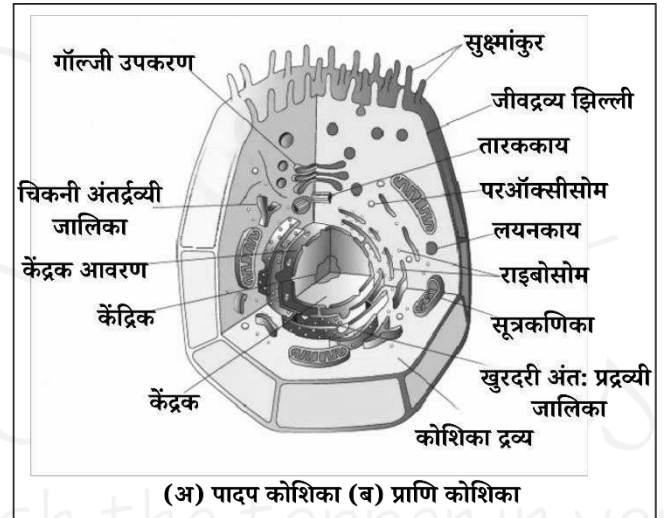 गॉल्जी उपकरण
चिकनी अंतर्द्रव्यी
जालिका
केंद्रक आवरण
केंद्रिक
केंद्रक
सुक्ष्मांकुर
जीवद्रव्य झिल्ली
तारककाय
परऑक्सीसोम
लयनकाय
राइबोसोम
सूत्रकणिका
खुरदरी अंत: प्रद्रव्यी
जालिका
कोशिका द्रव्य
(अ) पादप कोशिका (ब) प्राणि कोशिका